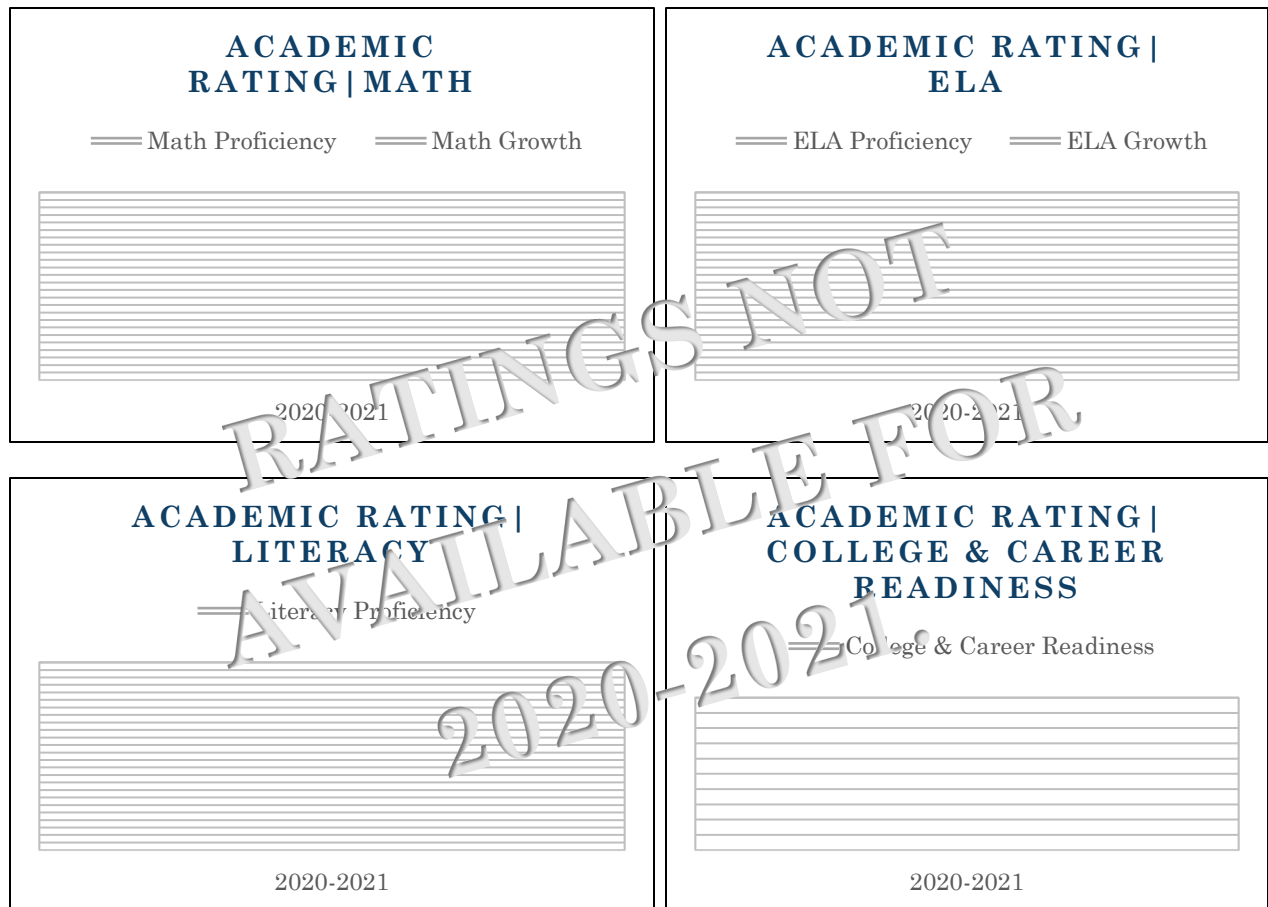 ACADEMIC
RATING|MATH
Math Proficiency Math Growth
2020-2021
ACADEMIC RATING|
ELA
ELA Proficiency ELA Growth
2020-2021
RATINGS NOT
AVAILABLE FOR
2020-2021.
ACADEMIC RATING|
LITERACY
Literacy Proficiency
2020-2021
ACADEMIC RATING|
COLLEGE & CAREER
READINESS
College & Career Readiness
2020-2021